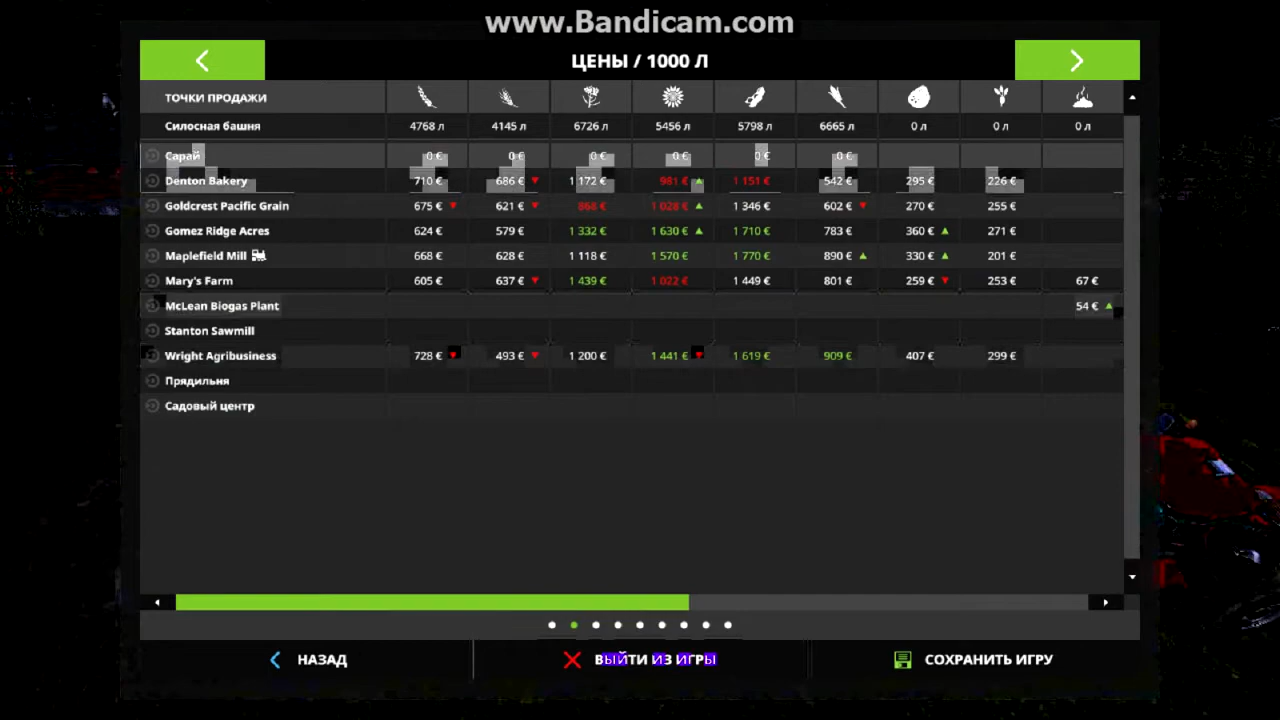 www.Bandicam.com
ЦЕНЫ / 1000 Л
ТОЧКИ ПРОДАЖИ
Силосная башня 4768 л 4145 л 6726 л 5456 л 5798 л 6665 л 0 л 0 л 0 л
Сарай 0 € 0 € 0 € 0 € 0 € 0 €
Denton Bakery 710 € 686 € 1 172 € 981 € 1 151 € 542 € 295 € 226 €
Goldcrest Pacific Grain 675 € 621 € 868 € 1 028 € 1 346 € 602 € 270 € 255 €
Gomez Ridge Acres 624 € 579 € 1 332 € 1 630 € 1 710 € 783 € 360 € 271 €
Maplefield Mill 668 € 628 € 1 118 € 1 570 € 1 770 € 890 € 330 € 201 €
Mary's Farm 605 € 637 € 1 439 € 1 022 € 1 449 € 801 € 259 € 253 € 67 €
McLean Biogas Plant 54 €
Stanton Sawmill
Wright Agribusiness 728 € 493 € 1 200 € 1 441 € 1 619 € 909 € 407 € 299 €
Прядильня
Садовый центр
НАЗАД ВЫЙТИ ИЗ ИГРЫ СОХРАНИТЬ ИГРУ